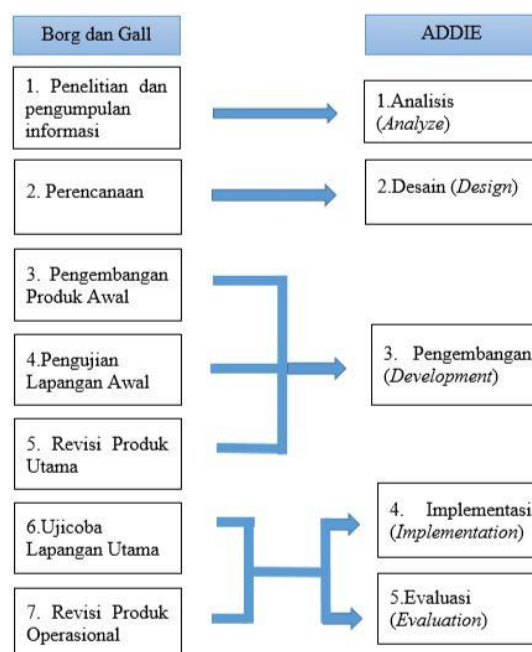 Borg dan Gall
1. Penelitian dan
pengumpulan
informasi
2. Perencanaan
3. Pengembangan
Produk Awal
4.Pengujian
Lapangan Awal
5. Revisi Produk
Utama
6.Ujicoba
Lapangan Utama
7. Revisi Produk
Operasional
ADDIE
1.Analisis
(Analyze)
2.Desain (Design)
3. Pengembangan
(Development)
4. Implementasi
(Implementation)
5.Evaluasi
(Evaluation)